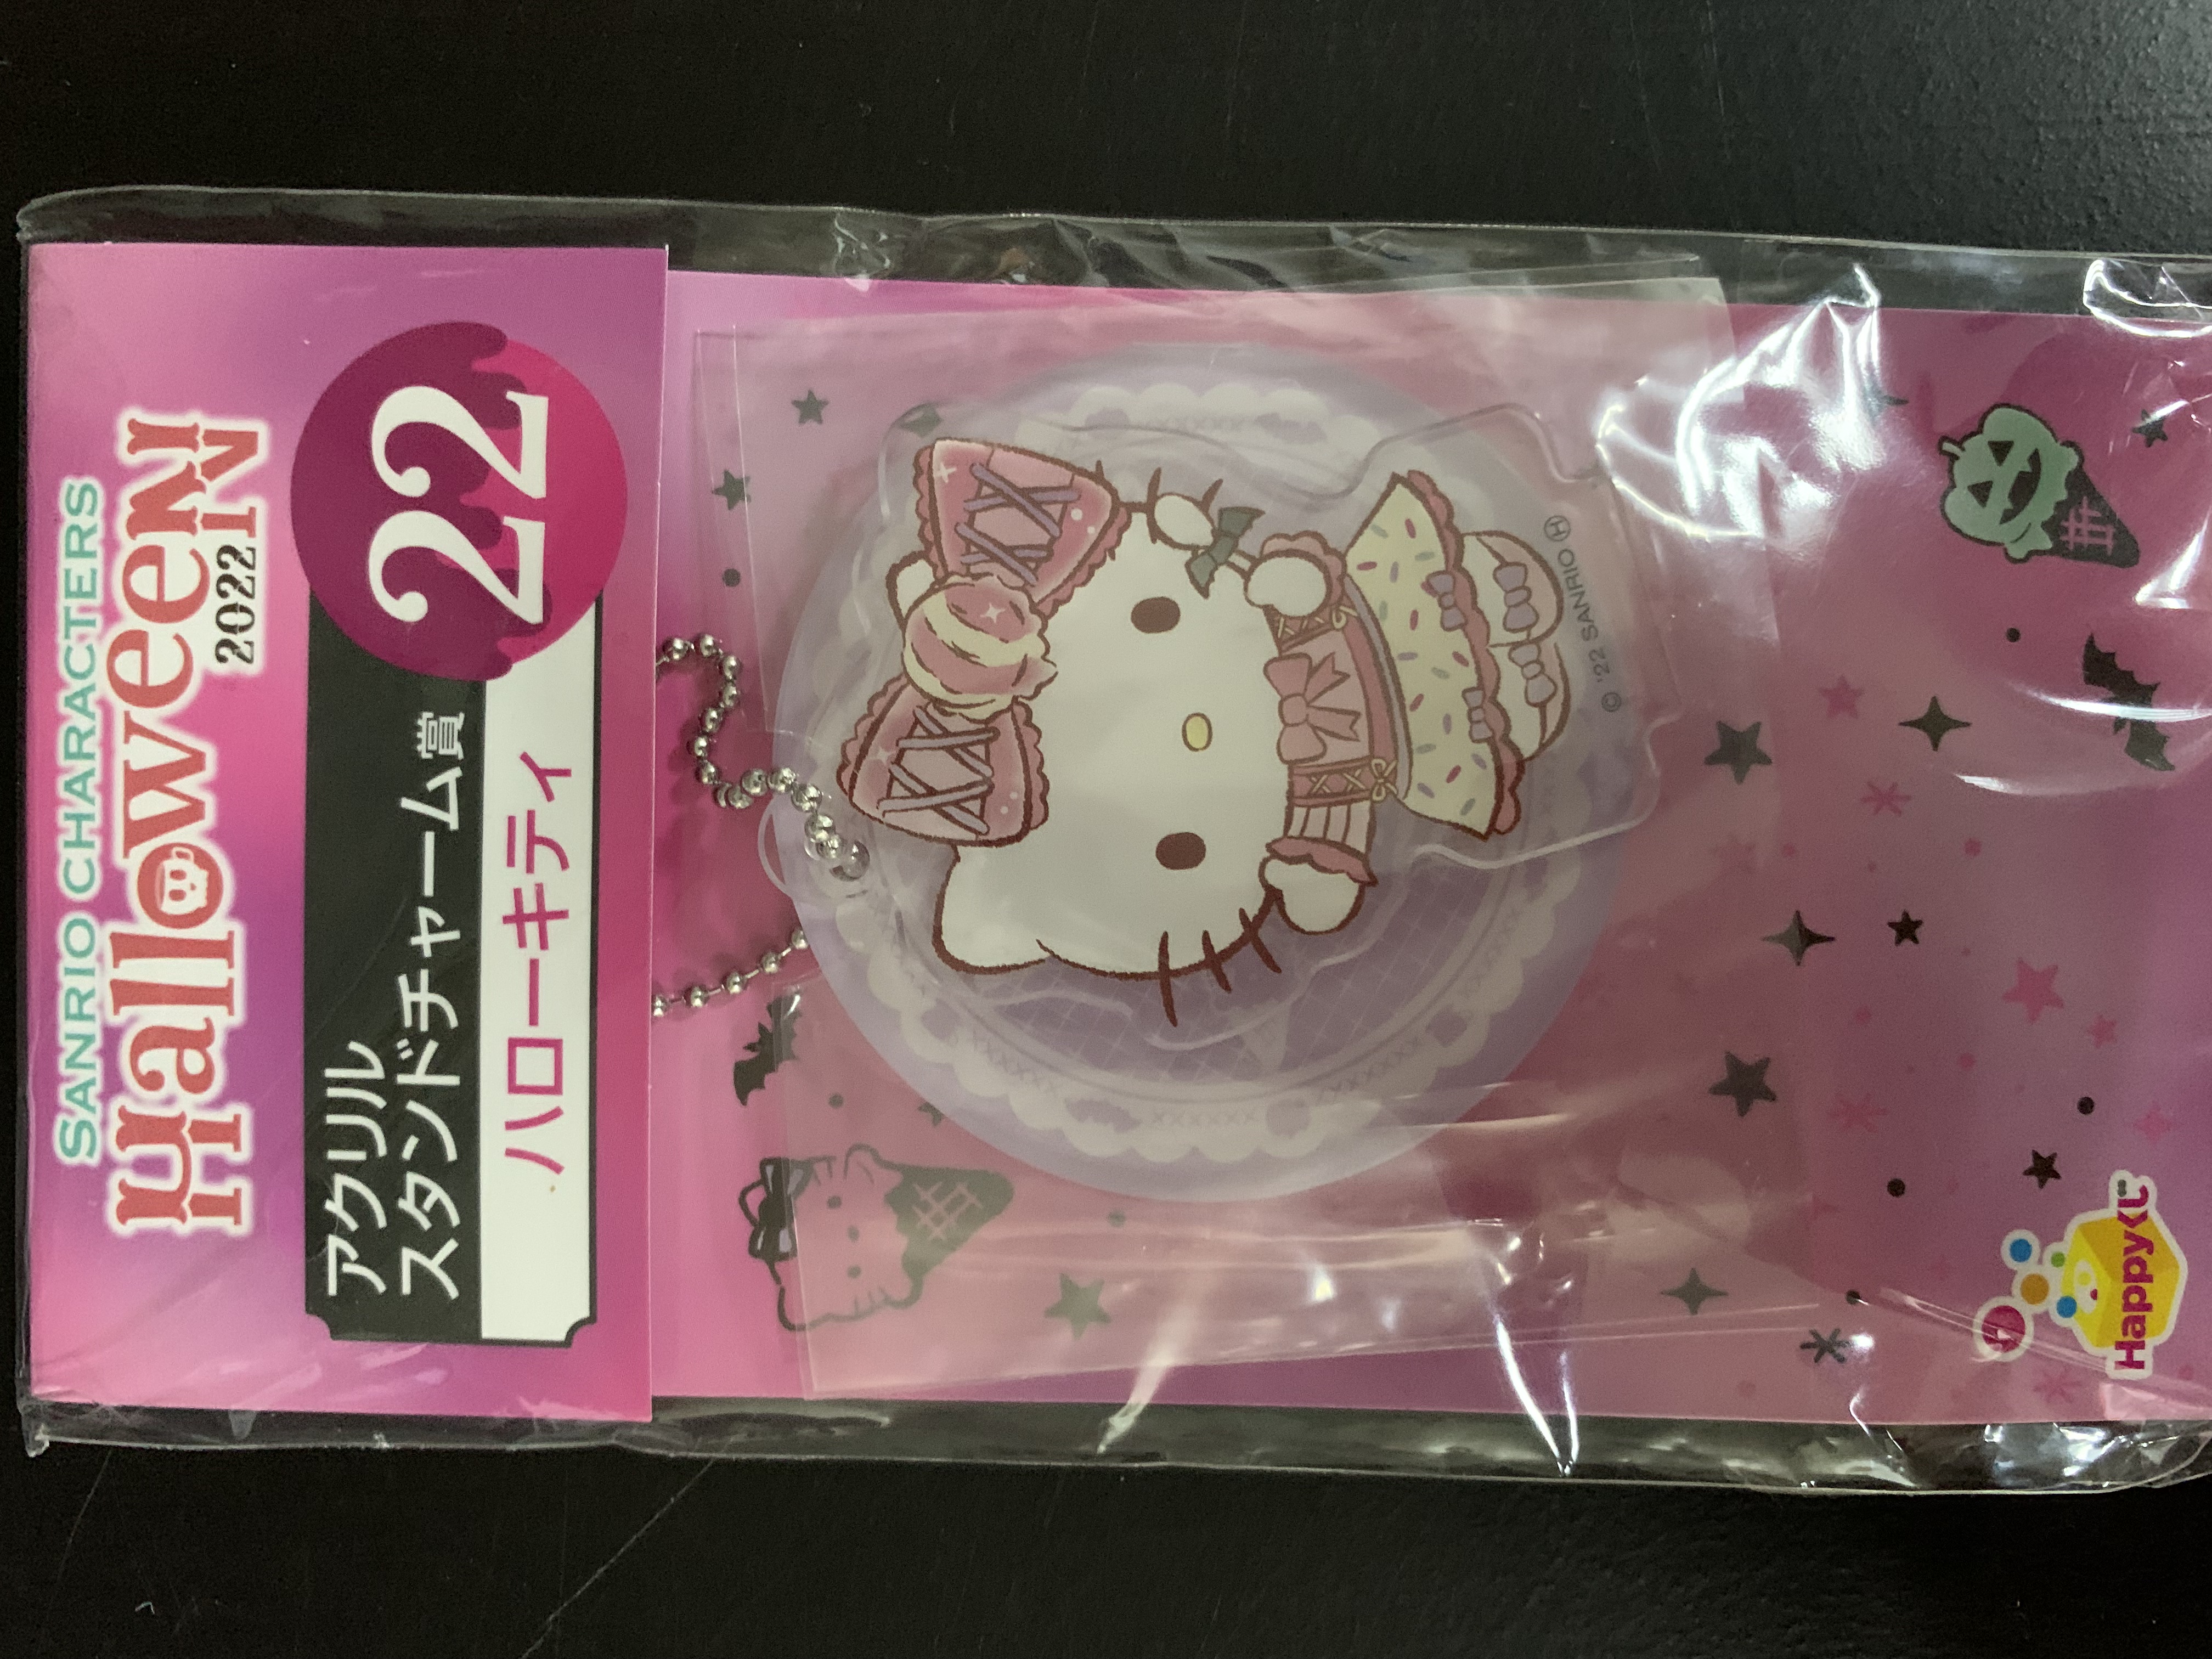 SANRIO CHARACTERS
Halloween
2022
22
アクリル
スタンドチャーム賞
ハローキティ
© '22 SANRIO Ⓗ
Happyくじ